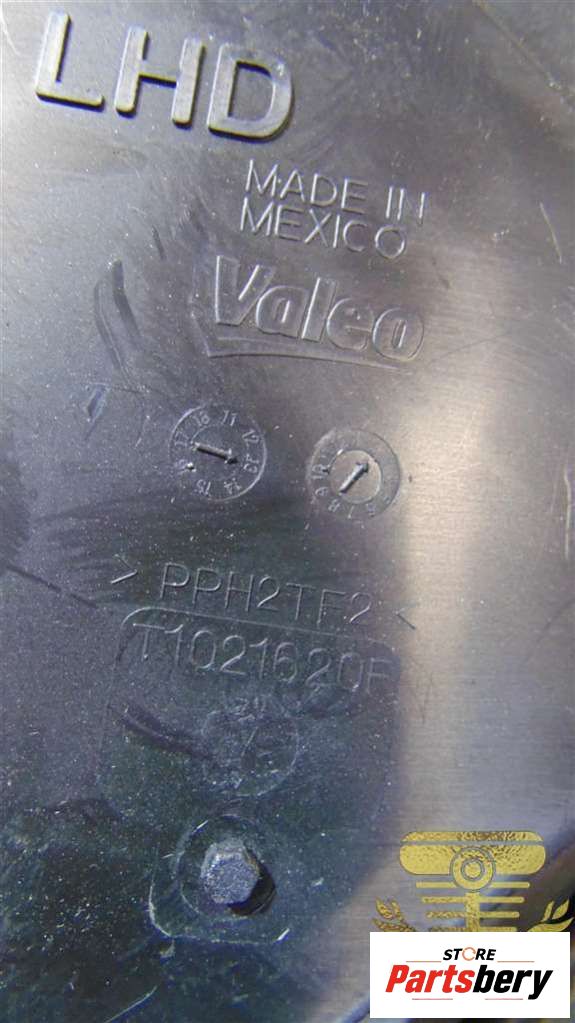 LHD
MADE IN
MEXICO
Valeo
> PPH2TF2 <
T1021620F
STORE
Partsbery